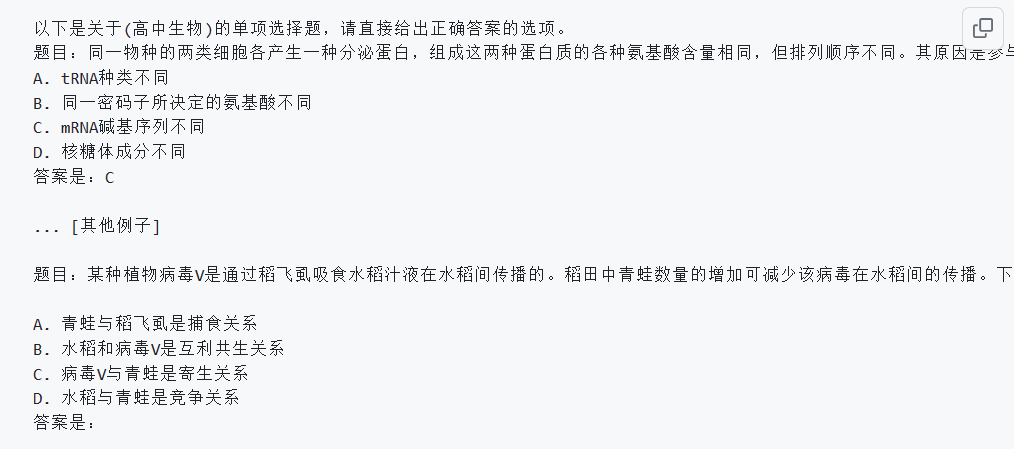 以下是关于(高中生物)的单项选择题，请直接给出正确答案的选项。
题目：同一物种的两类细胞各产生一种分泌蛋白，组成这两种蛋白质的各种氨基酸含量相同，但排列顺序不同。其原因是参与
A. tRNA种类不同
B. 同一密码子所决定的氨基酸不同
C. mRNA碱基序列不同
D. 核糖体成分不同
答案是：C
... [其他例子]
题目：某种植物病毒V是通过稻飞虱吸食水稻汁液在水稻间传播的。稻田中青蛙数量的增加可减少该病毒在水稻间的传播。下
A. 青蛙与稻飞虱是捕食关系
B. 水稻和病毒V是互利共生关系
C. 病毒V与青蛙是寄生关系
D. 水稻与青蛙是竞争关系
答案是：